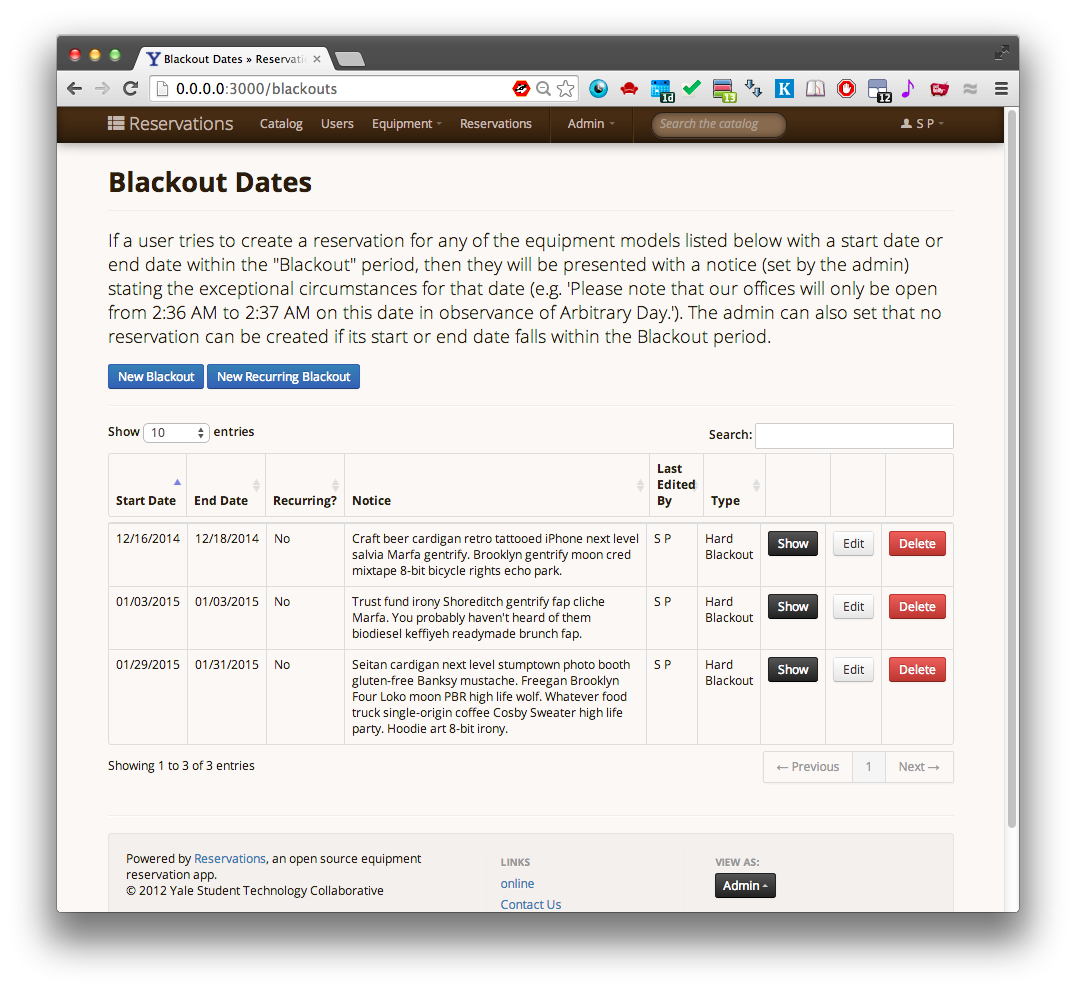 Blackout Dates » Reservati
0.0.0.0:3000/blackouts
1d
13
K
12
Reservations Catalog Users Equipment Reservations Admin Search the catalog S P
Blackout Dates
If a user tries to create a reservation for any of the equipment models listed below with a start date or
end date within the "Blackout" period, then they will be presented with a notice (set by the admin)
stating the exceptional circumstances for that date (e.g. 'Please note that our offices will only be open
from 2:36 AM to 2:37 AM on this date in observance of Arbitrary Day.'). The admin can also set that no
reservation can be created if its start or end date falls within the Blackout period.
New Blackout New Recurring Blackout
Show 10 entries Search:
Start Date End Date Recurring? Notice Last Edited By Type
12/16/2014 12/18/2014 No Craft beer cardigan retro tattooed iPhone next level S P Hard Show Edit Delete
salvia Marfa gentrify. Brooklyn gentrify moon cred Blackout
mixtape 8-bit bicycle rights echo park.
01/03/2015 01/03/2015 No Trust fund irony Shoreditch gentrify fap cliche S P Hard Show Edit Delete
Marfa. You probably haven't heard of them Blackout
biodiesel keffiyeh readymade brunch fap.
01/29/2015 01/31/2015 No Seitan cardigan next level stumptown photo booth S P Hard Show Edit Delete
gluten-free Banksy mustache. Freegan Brooklyn Blackout
Four Loko moon PBR high life wolf. Whatever food
truck single-origin coffee Cosby Sweater high life
party. Hoodie art 8-bit irony.
Showing 1 to 3 of 3 entries ← Previous 1 Next →
Powered by Reservations, an open source equipment
reservation app.
© 2012 Yale Student Technology Collaborative
LINKS
online
Contact Us
VIEW AS:
Admin